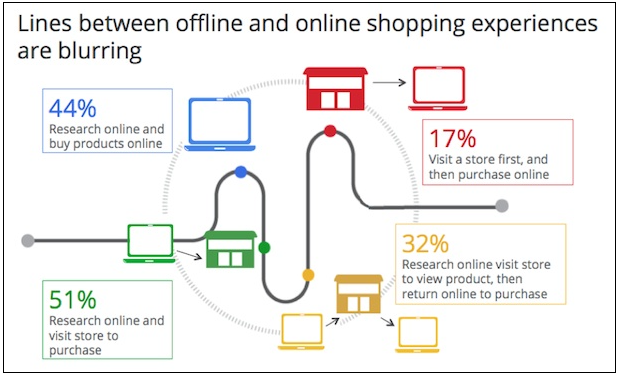 Lines between offline and online shopping experiences
are blurring
44%
Research online and
buy products online
17%
Visit a store first, and
then purchase online
51%
Research online and
visit store to
purchase
32%
Research online visit store
to view product, then
return online to purchase